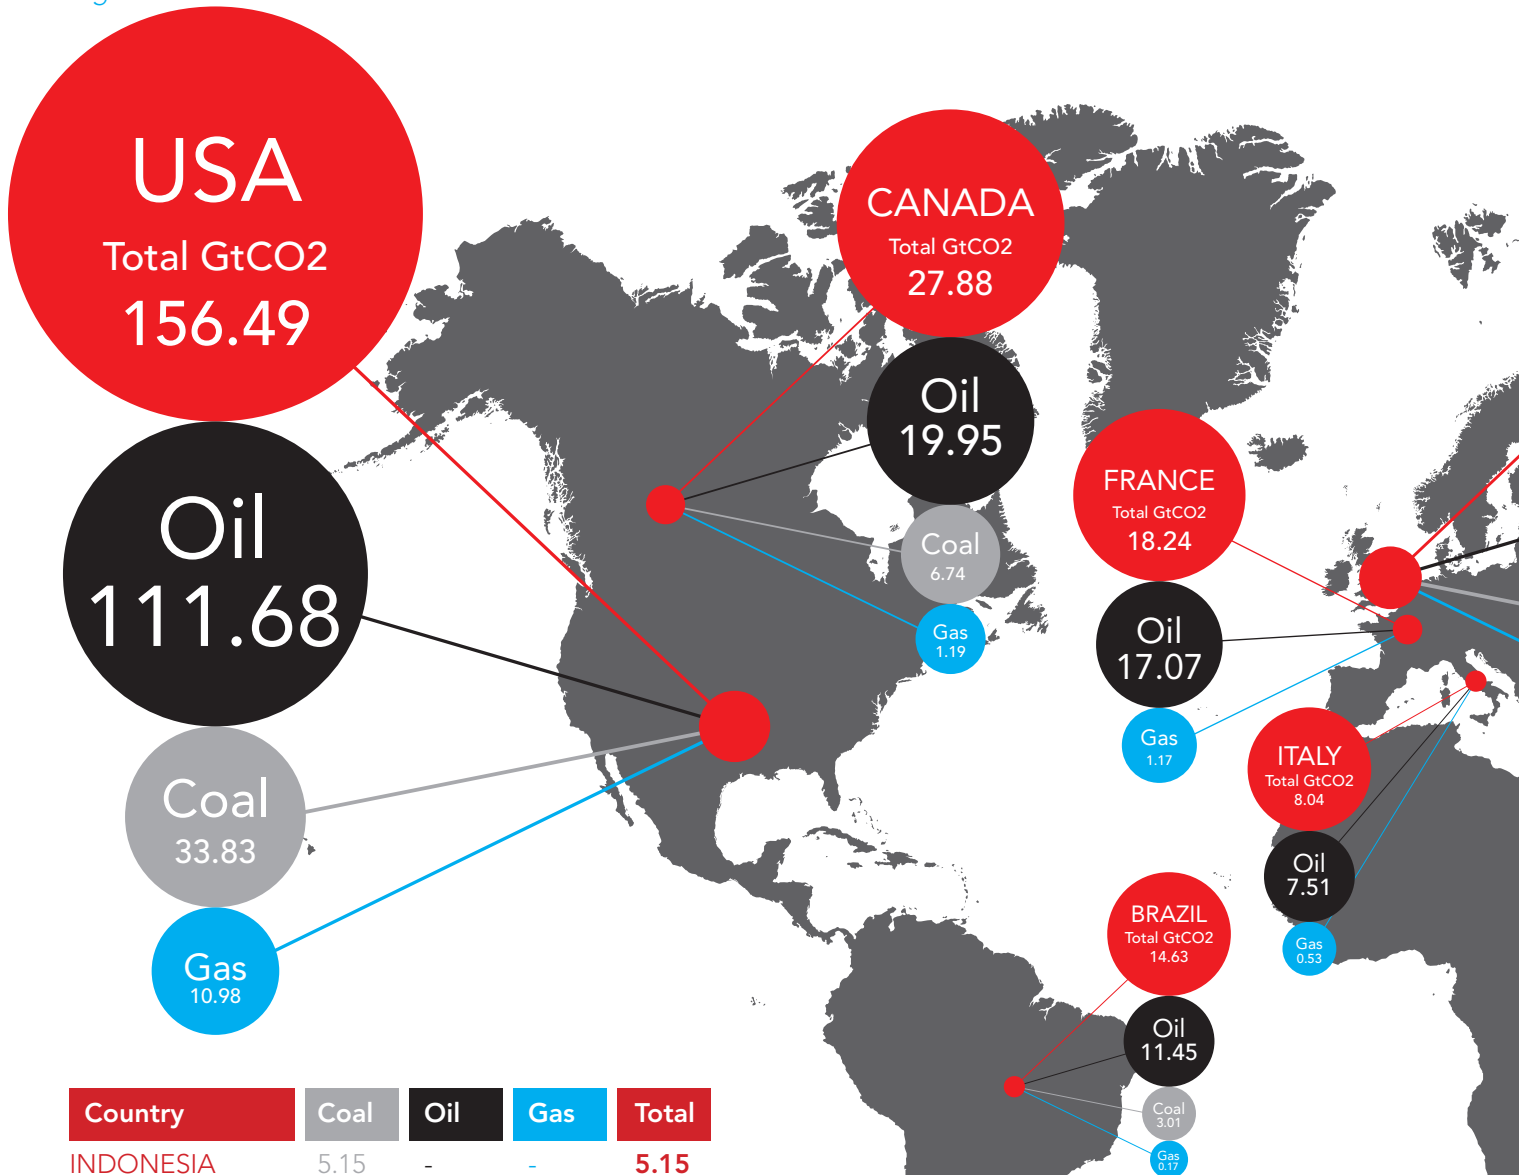 USA
Total GtCO2
156.49
Oil
111.68
Coal
33.83
Gas
10.98
CANADA
Total GtCO2
27.88
Oil
19.95
Coal
6.74
Gas
1.19
FRANCE
Total GtCO2
18.24
Oil
17.07
Gas
1.17
ITALY
Total GtCO2
8.04
Oil
7.51
Gas
0.53
BRAZIL
Total GtCO2
14.63
Oil
11.45
Coal
3.01
Gas
0.17
Country Coal Oil Gas Total
INDONESIA 5.15 - - 5.15